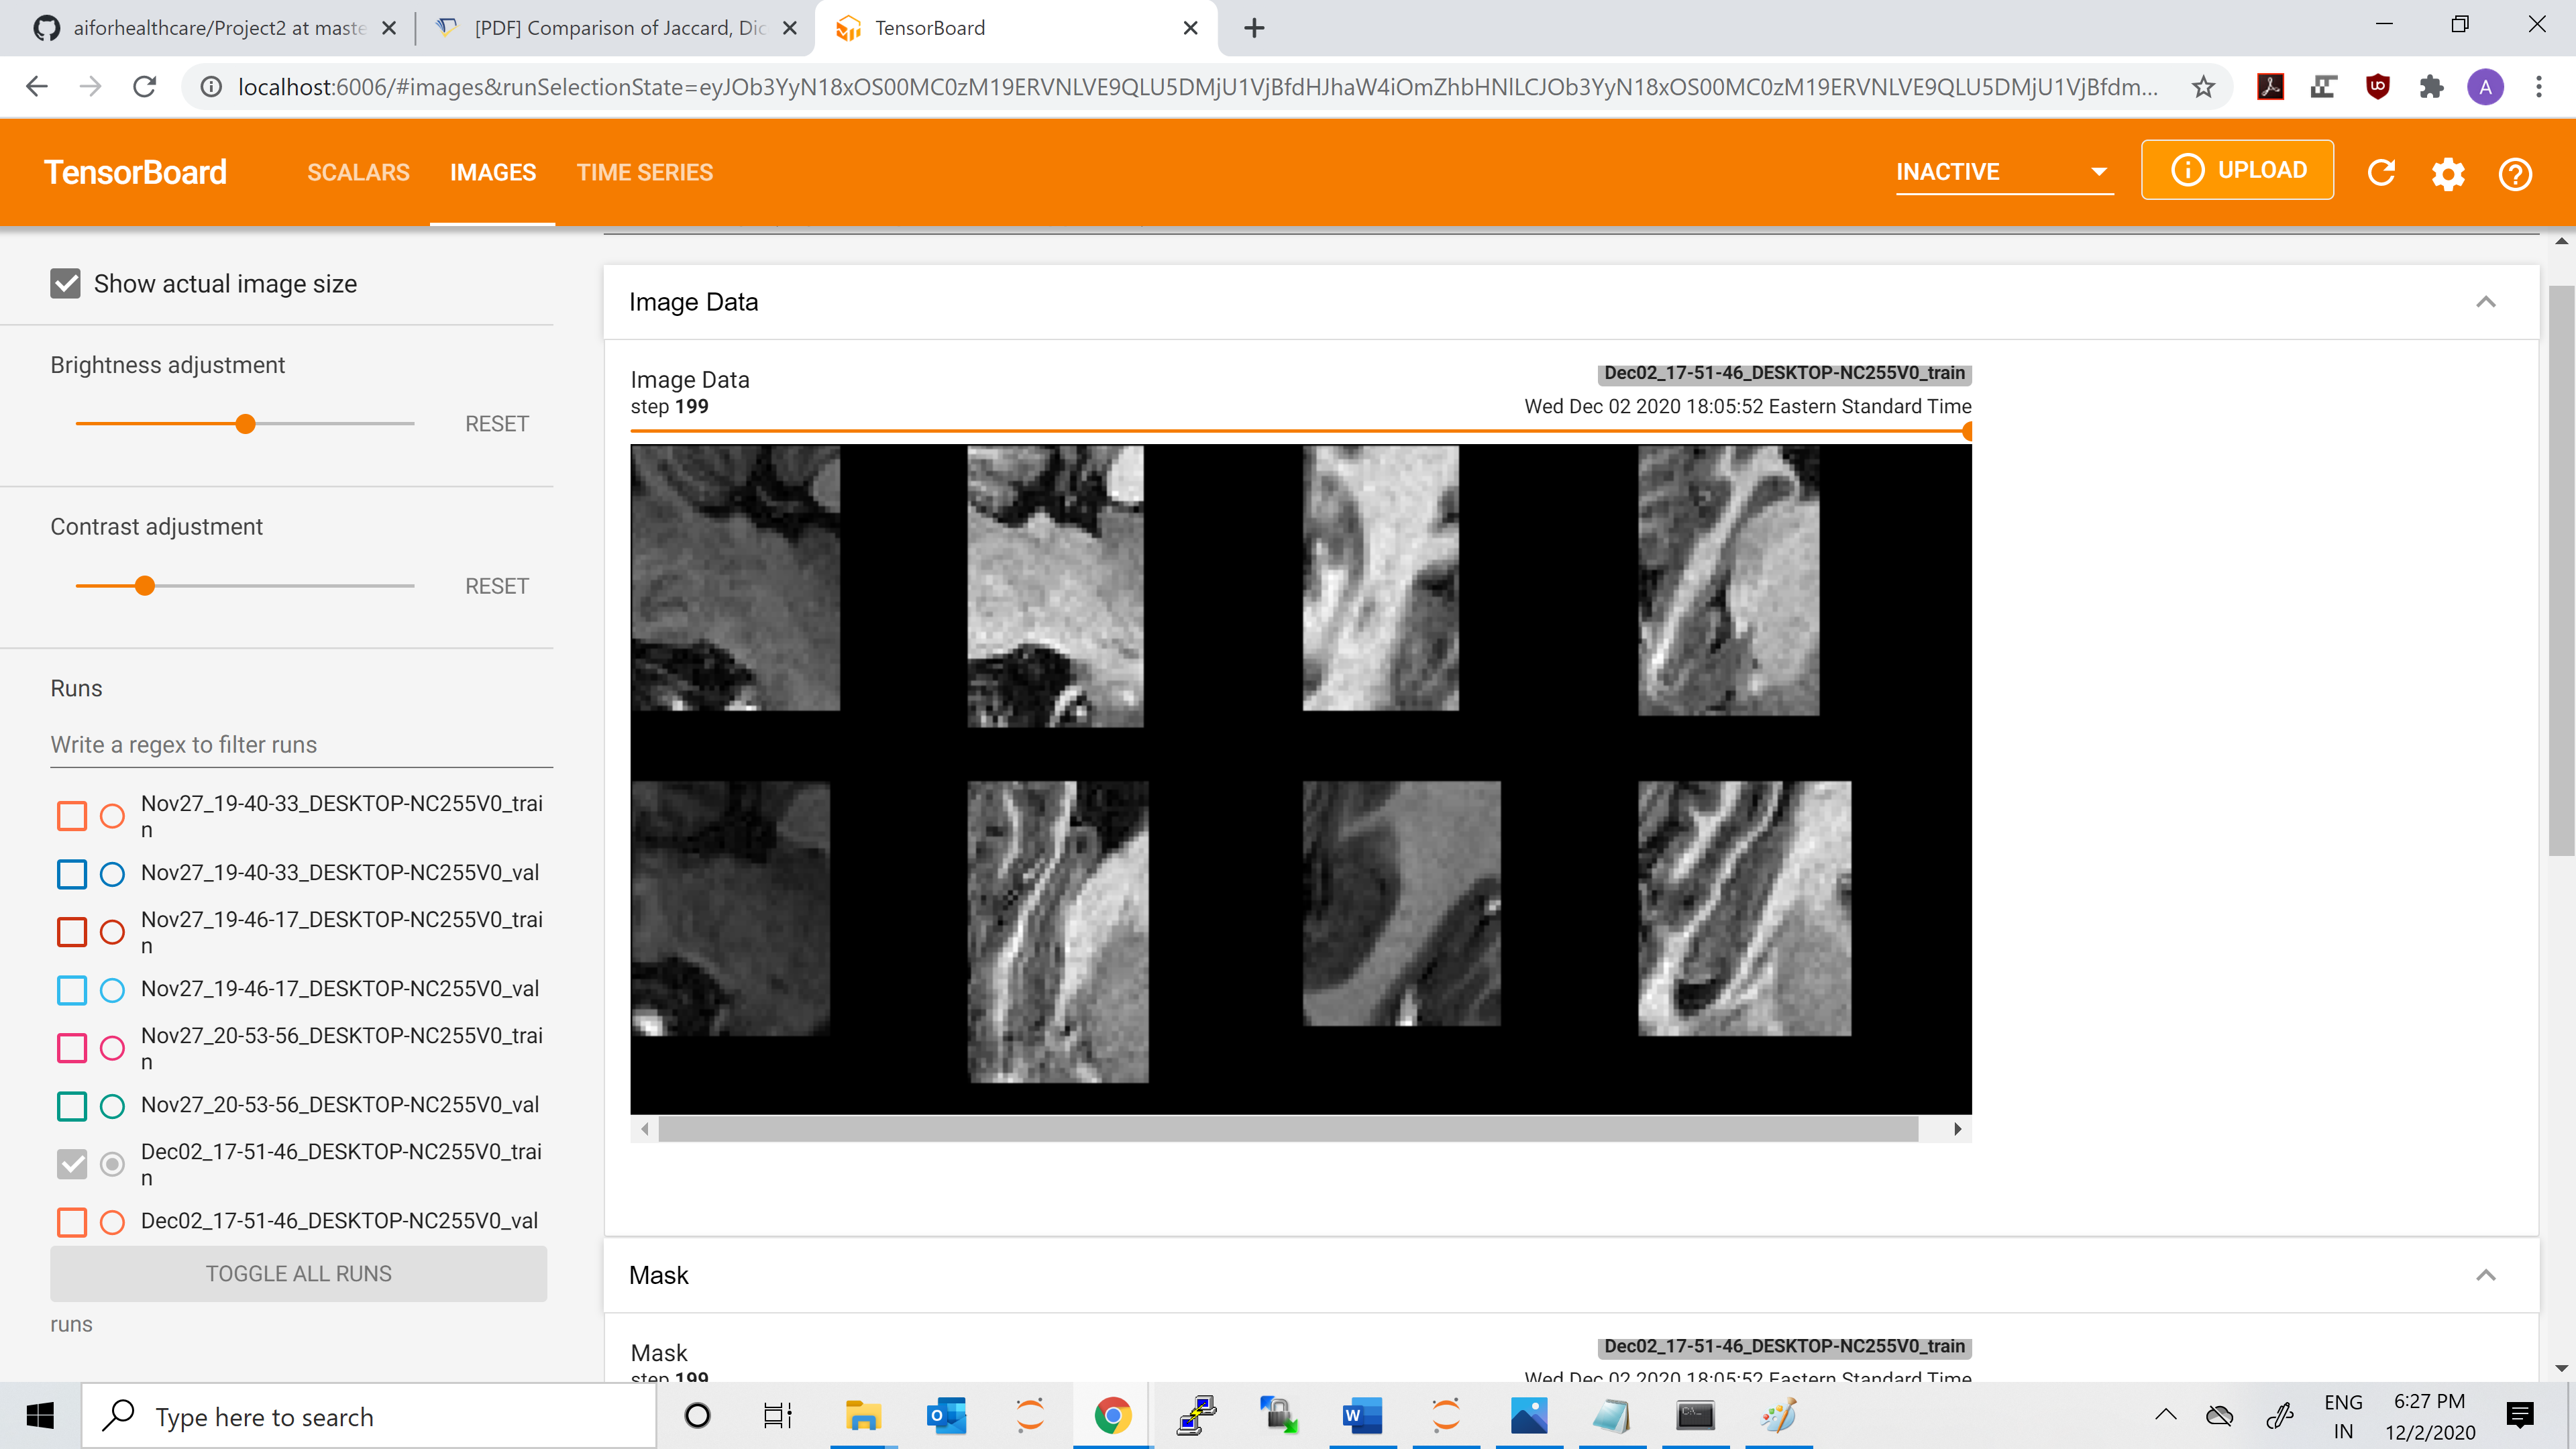 aiforhealthcare/Project2 at maste
[PDF] Comparison of Jaccard, Dic
TensorBoard
localhost:6006/#images&runSelectionState=eyJOb3YyN18xOS00MC0zM19ERVNLVE9QLU5DMjU1VjBfdHJhaW4iOmZhbHNlLCJOb3YyN18xOS00MC0zM19ERVNLVE9QLU5DMjU1VjBfdm...
A
TensorBoard
SCALARS
IMAGES
TIME SERIES
INACTIVE
UPLOAD
Show actual image size
Brightness adjustment
RESET
Contrast adjustment
RESET
Runs
Write a regex to filter runs
Nov27_19-40-33_DESKTOP-NC255V0_trai
n
Nov27_19-40-33_DESKTOP-NC255V0_val
Nov27_19-46-17_DESKTOP-NC255V0_trai
n
Nov27_19-46-17_DESKTOP-NC255V0_val
Nov27_20-53-56_DESKTOP-NC255V0_trai
n
Nov27_20-53-56_DESKTOP-NC255V0_val
Dec02_17-51-46_DESKTOP-NC255V0_trai
n
Dec02_17-51-46_DESKTOP-NC255V0_val
TOGGLE ALL RUNS
runs
Image Data
Image Data
step 199
Dec02_17-51-46_DESKTOP-NC255V0_train
Wed Dec 02 2020 18:05:52 Eastern Standard Time
Mask
Mask
step 199
Dec02_17-51-46_DESKTOP-NC255V0_train
Wed Dec 02 2020 18:05:52 Eastern Standard Time
Type here to search
ENG
IN
6:27 PM
12/2/2020